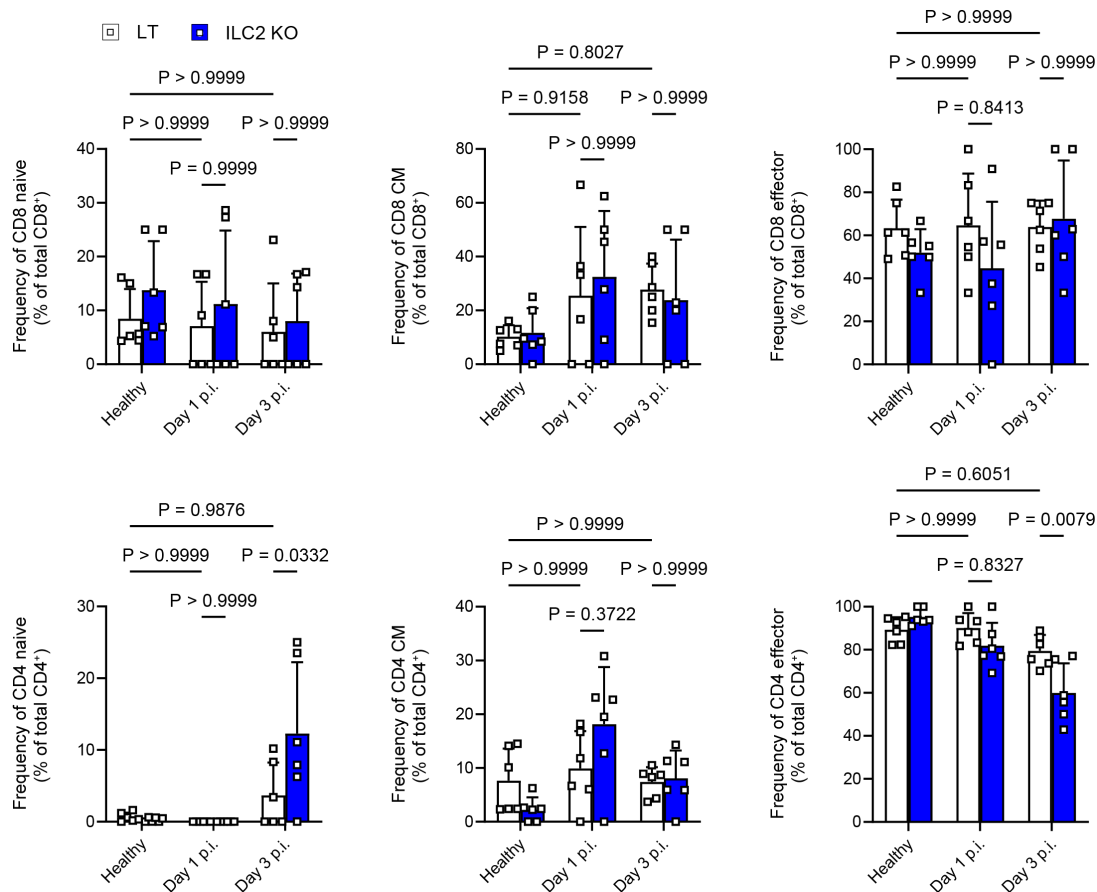 LT
ILC2 KO
P > 0.9999
P > 0.9999
P > 0.9999
P = 0.9999
Frequency of CD8 naive
(% of total CD8⁺)
40
30
20
10
0
Healthy
Day 1 p.i.
Day 3 p.i.
P = 0.8027
P = 0.9158
P > 0.9999
P > 0.9999
Frequency of CD8 CM
(% of total CD8⁺)
80
60
40
20
0
Healthy
Day 1 p.i.
Day 3 p.i.
P > 0.9999
P > 0.9999
P > 0.9999
P = 0.8413
Frequency of CD8 effector
(% of total CD8⁺)
100
80
60
40
20
0
Healthy
Day 1 p.i.
Day 3 p.i.
P = 0.9876
P > 0.9999
P = 0.0332
P > 0.9999
Frequency of CD4 naive
(% of total CD4⁺)
30
20
10
0
Healthy
Day 1 p.i.
Day 3 p.i.
P > 0.9999
P > 0.9999
P > 0.9999
P = 0.3722
Frequency of CD4 CM
(% of total CD4⁺)
40
30
20
10
0
Healthy
Day 1 p.i.
Day 3 p.i.
P = 0.6051
P > 0.9999
P = 0.0079
P = 0.8327
Frequency of CD4 effector
(% of total CD4⁺)
100
80
60
40
20
0
Healthy
Day 1 p.i.
Day 3 p.i.